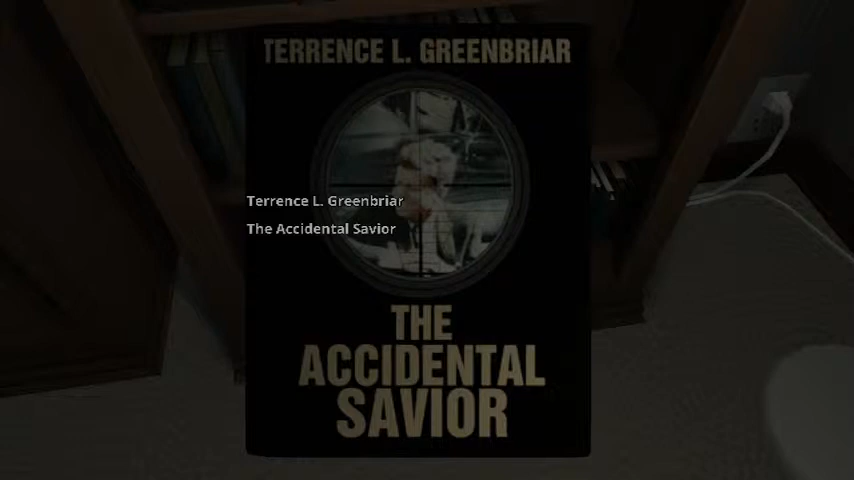 TERRENCE L. GREENBRIAR
Terrence L. Greenbriar
The Accidental Savior
THE
ACCIDENTAL
SAVIOR